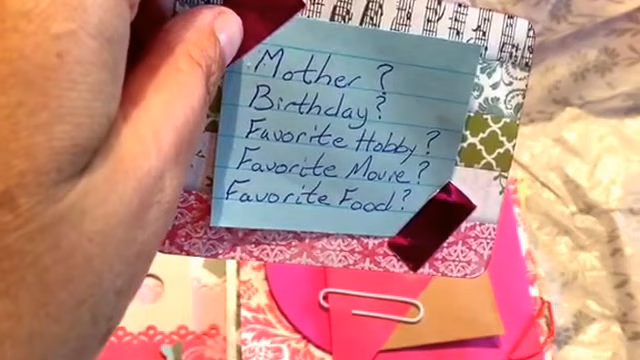 Mother ?
Birthday?
Favorite Hobby ?
Favorite Movie ?
Favorite Food?